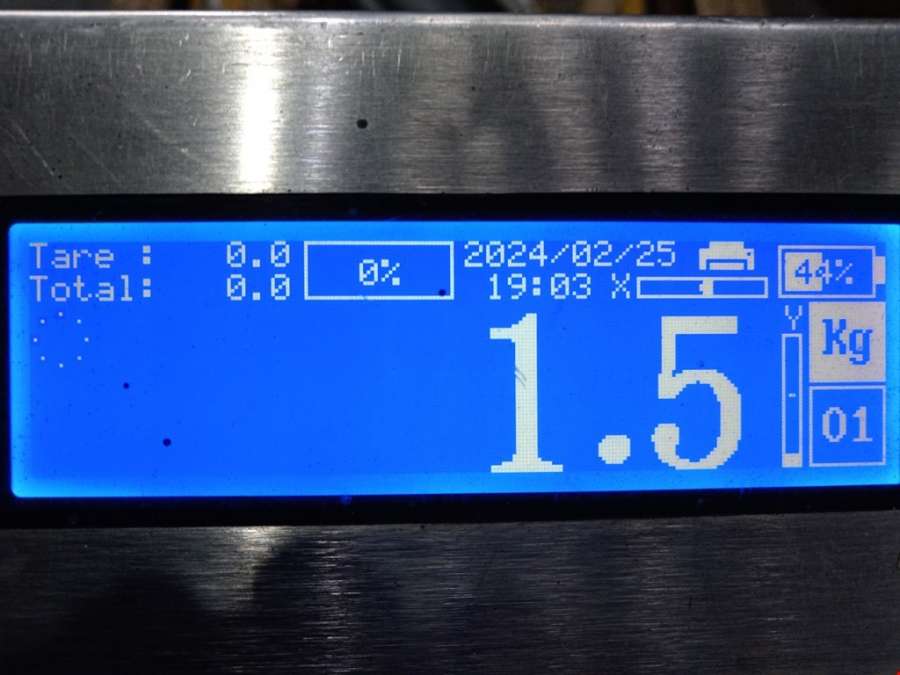 Tare : 0.0 0% 2024/02/25 44%
Total: 0.0 19:03 X
Y Kg
1.5
01